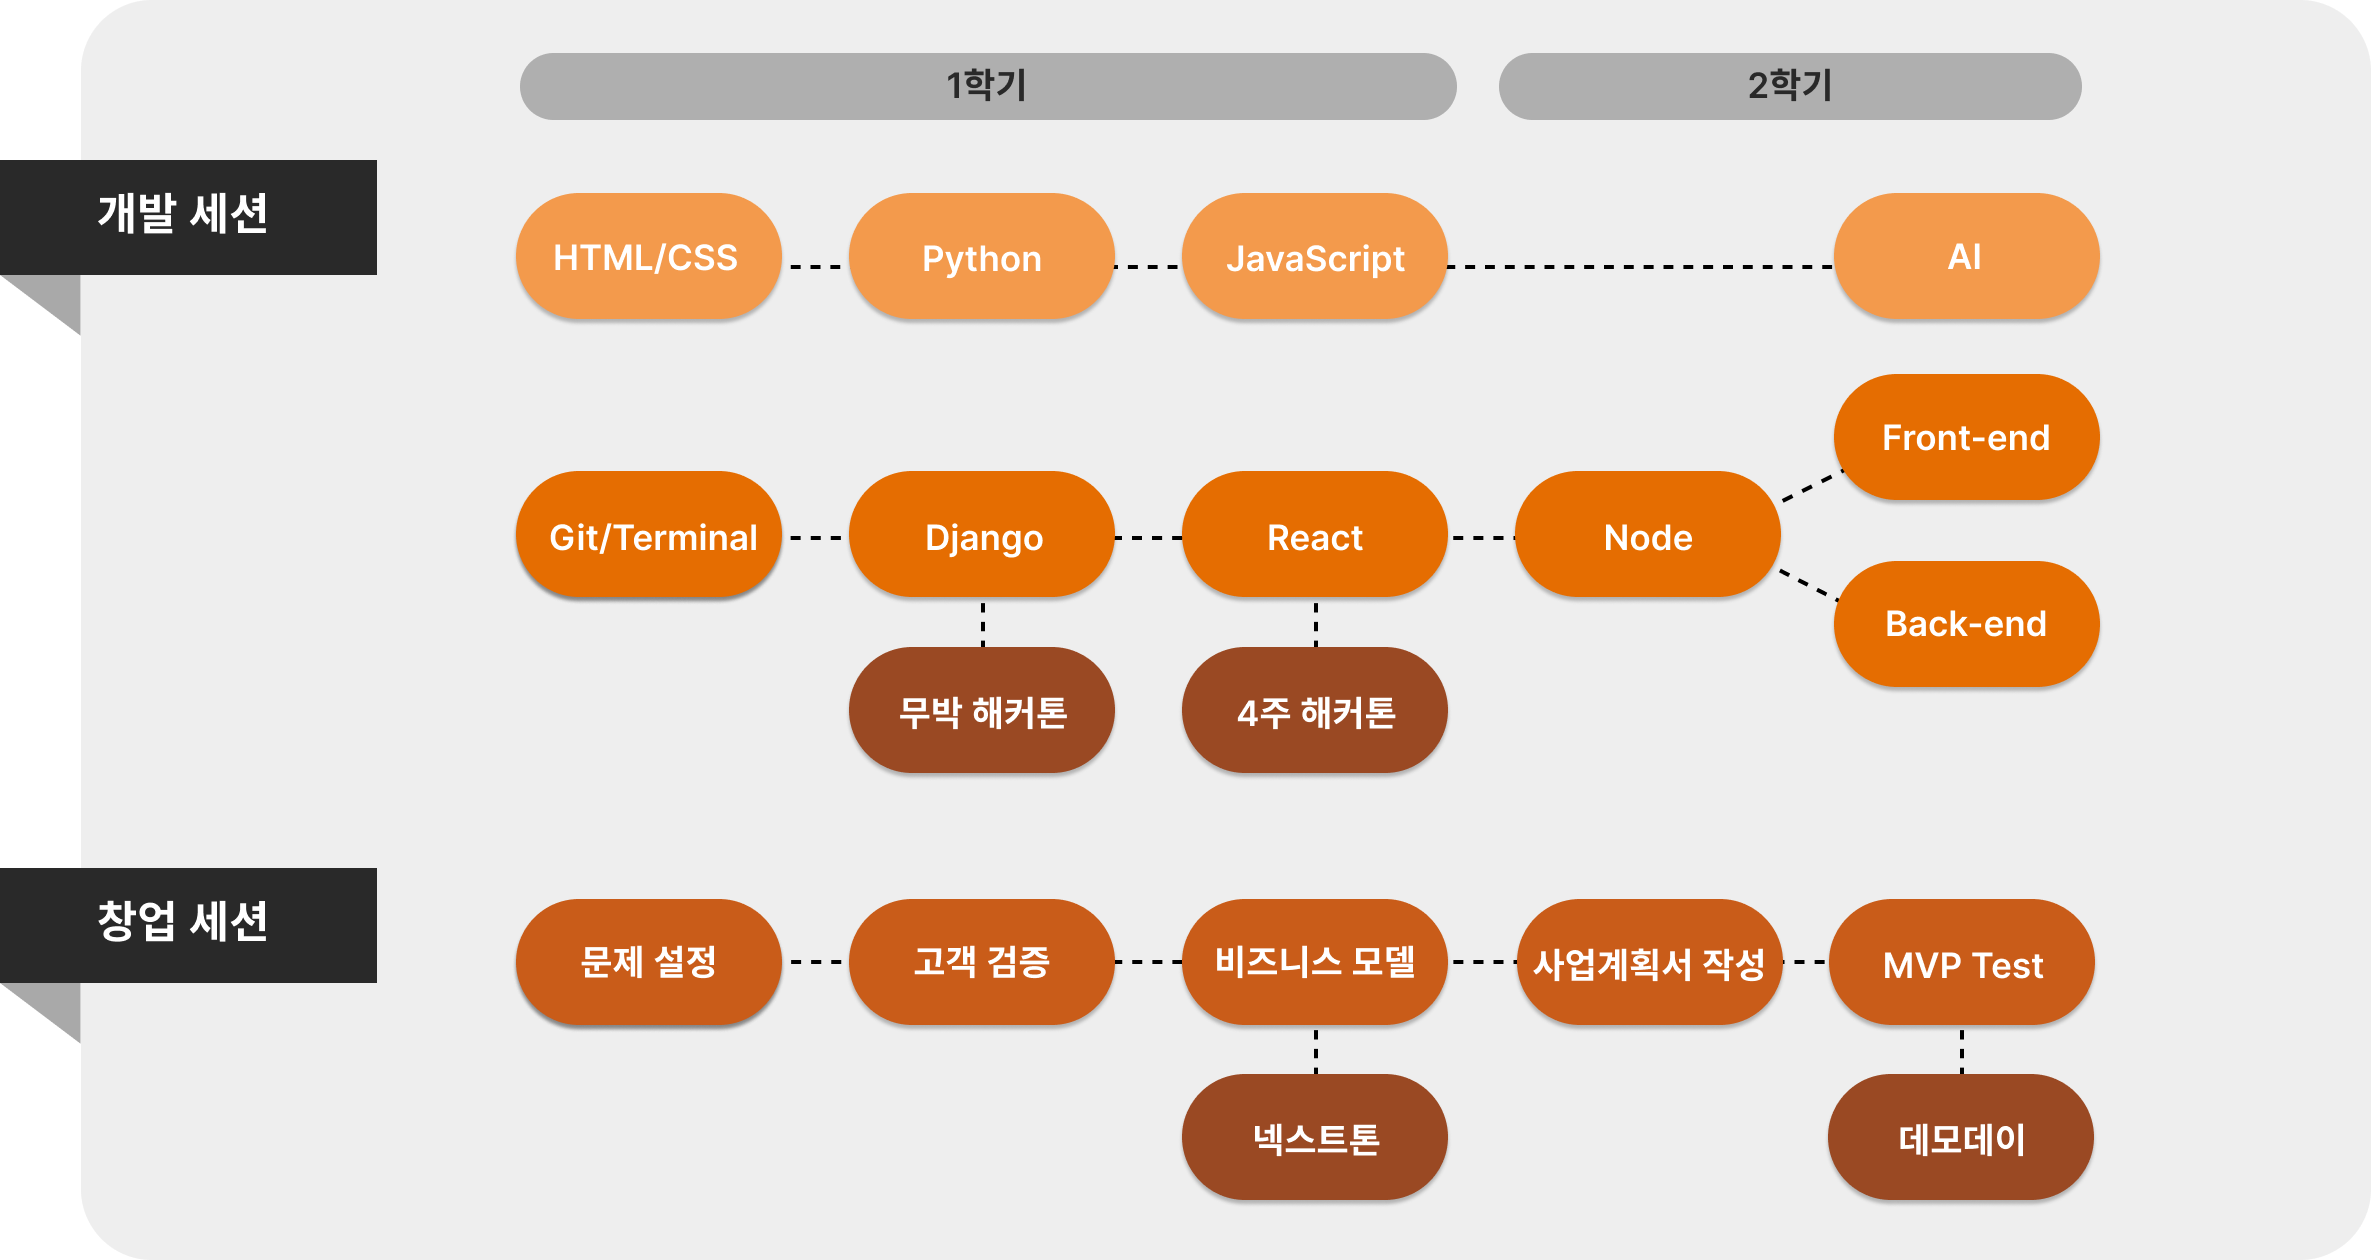 1학기
2학기
개발 세션
HTML/CSS
Python
JavaScript
AI
Front-end
Git/Terminal
Django
React
Node
Back-end
무박 해커톤
4주 해커톤
창업 세션
문제 설정
고객 검증
비즈니스 모델
사업계획서 작성
MVP Test
넥스트톤
데모데이